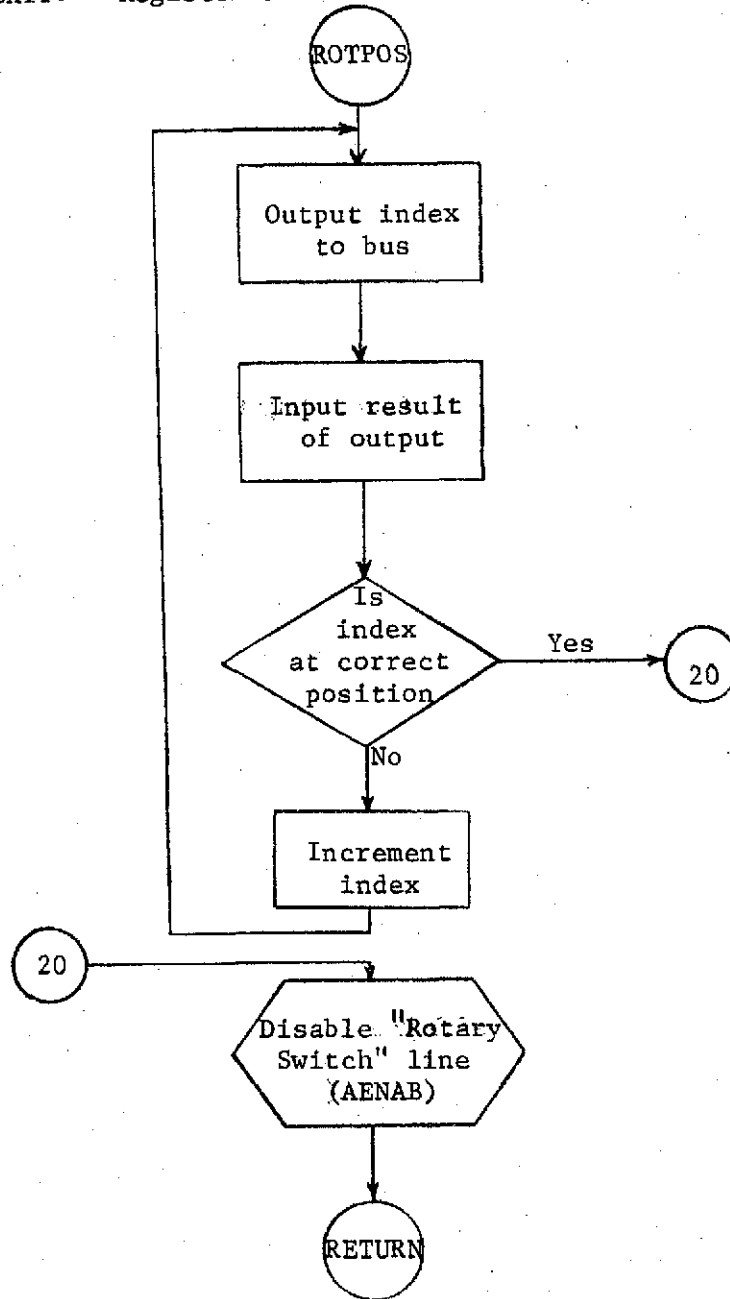 ROTPOS
Output index
to bus
Input result
of output
Is
index
at correct
position
Yes
20
No
Increment
index
20
Disable "Rotary
Switch" line
(AENAB)
RETURN